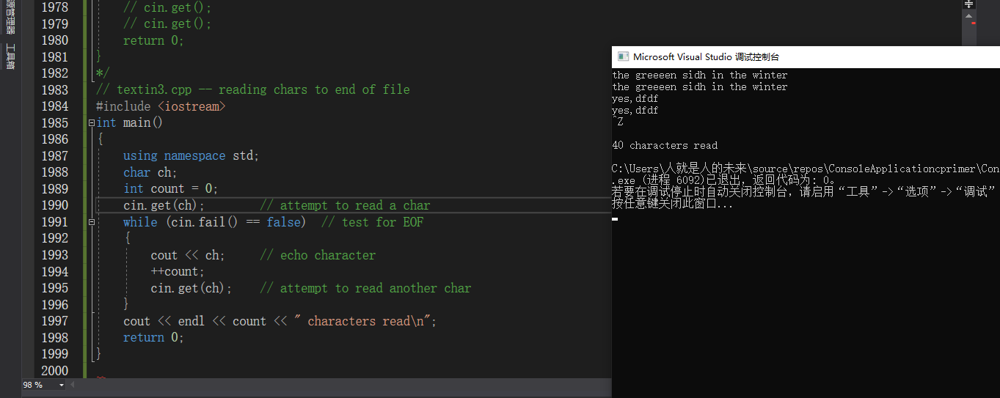 源管理器
工具箱
1978 // cin.get();
1979 // cin.get();
1980 return 0;
1981 }
1982 */
1983 // textin3.cpp -- reading chars to end of file
1984 #include <iostream>
1985 int main()
1986 {
1987 using namespace std;
1988 char ch;
1989 int count = 0;
1990 cin.get(ch); // attempt to read a char
1991 while (cin.fail() == false) // test for EOF
1992 {
1993 cout << ch; // echo character
1994 ++count;
1995 cin.get(ch); // attempt to read another char
1996 }
1997 cout << endl << count << " characters read\n";
1998 return 0;
1999 }
2000
98 %
Microsoft Visual Studio 调试控制台
the greeeen sidh in the winter
the greeeen sidh in the winter
yes,dfdf
yes,dfdf
^Z
40 characters read
C:\Users\人就是人的未来\source\repos\ConsoleApplicationcprimer\Con
.exe (进程 6092)已退出，返回代码为: 0。
若要在调试停止时自动关闭控制台，请启用“工具”->“选项”->“调试”
按任意键关闭此窗口...